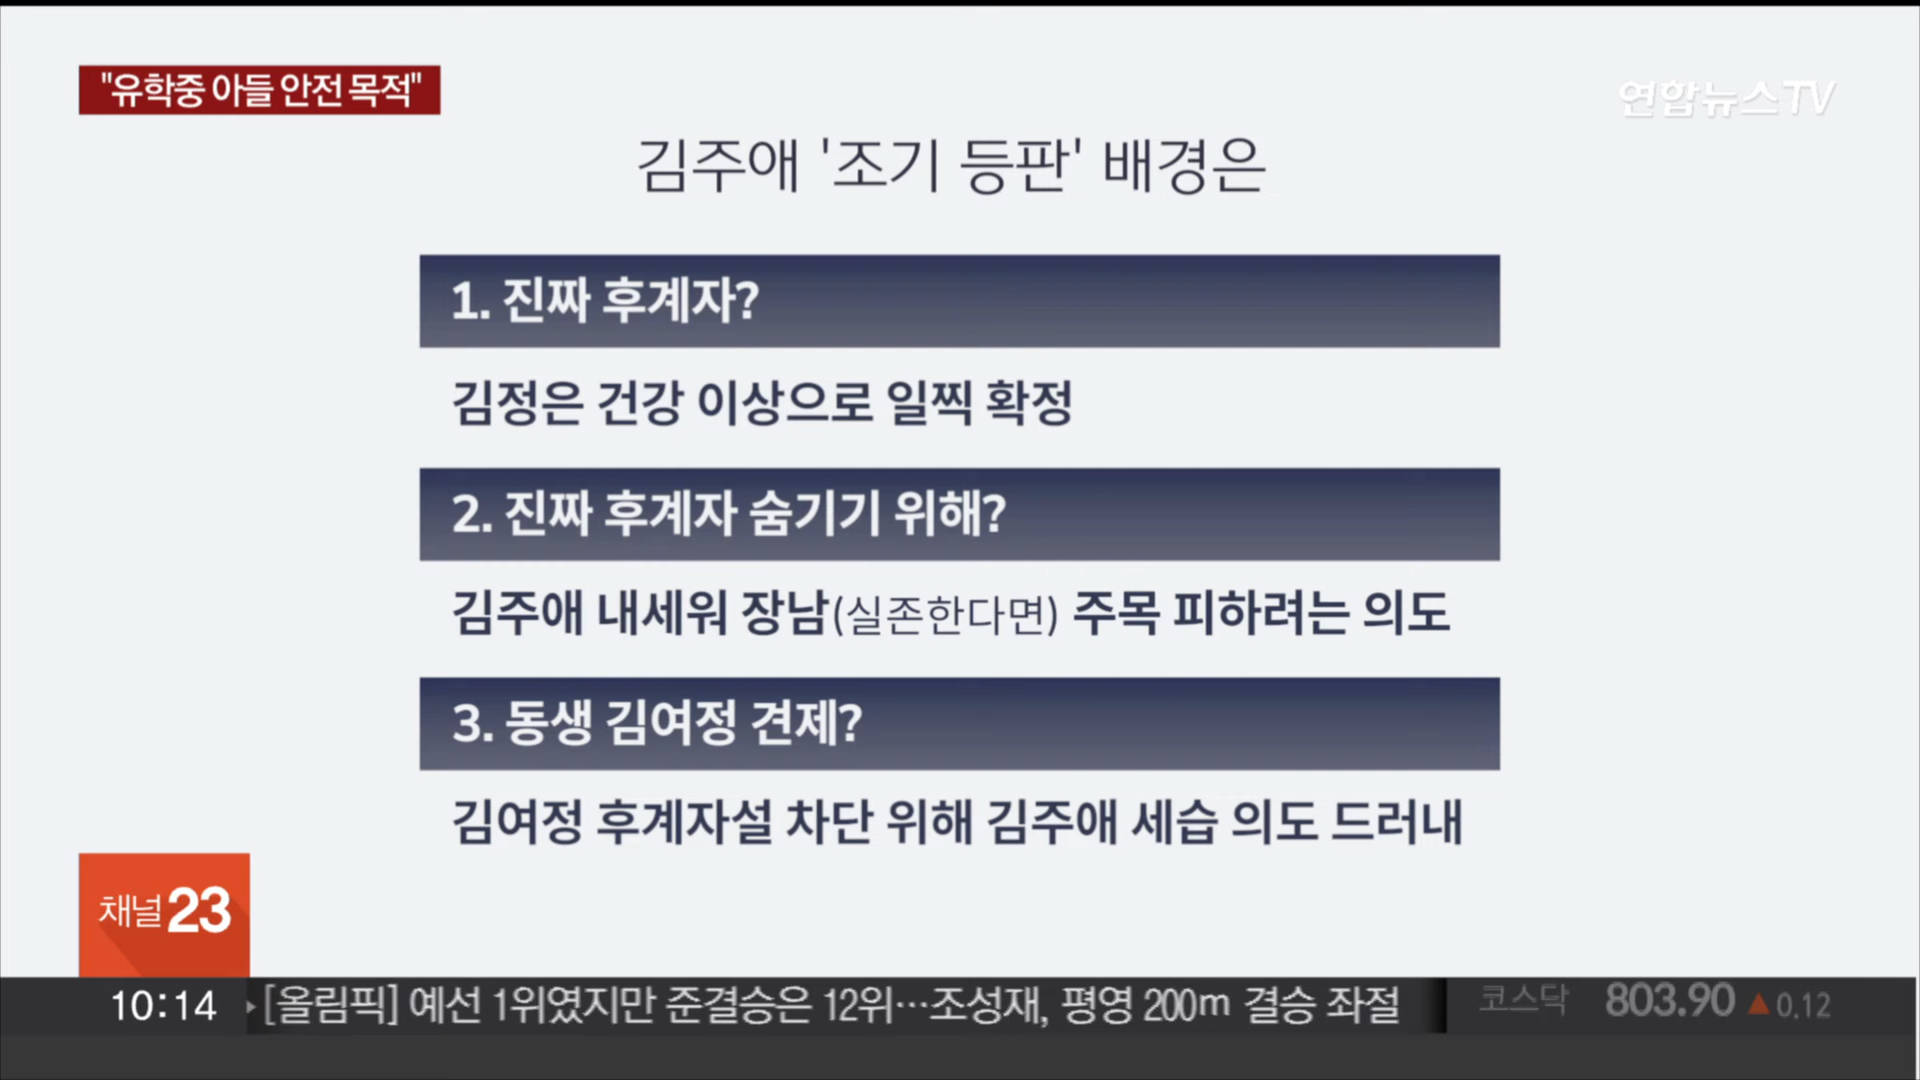 "유학중 아들 안전 목적"
연합뉴스TV
김주애 '조기 등판' 배경은
1. 진짜 후계자?
김정은 건강 이상으로 일찍 확정
2. 진짜 후계자 숨기기 위해?
김주애 내세워 장남(실존한다면) 주목 피하려는 의도
3. 동생 김여정 견제?
김여정 후계자설 차단 위해 김주애 세습 의도 드러내
채널 23
10:14 ▸[올림픽] 예선 1위였지만 준결승은 12위…조성재, 평영 200m 결승 좌절 코스닥 803.90 ▲0.12